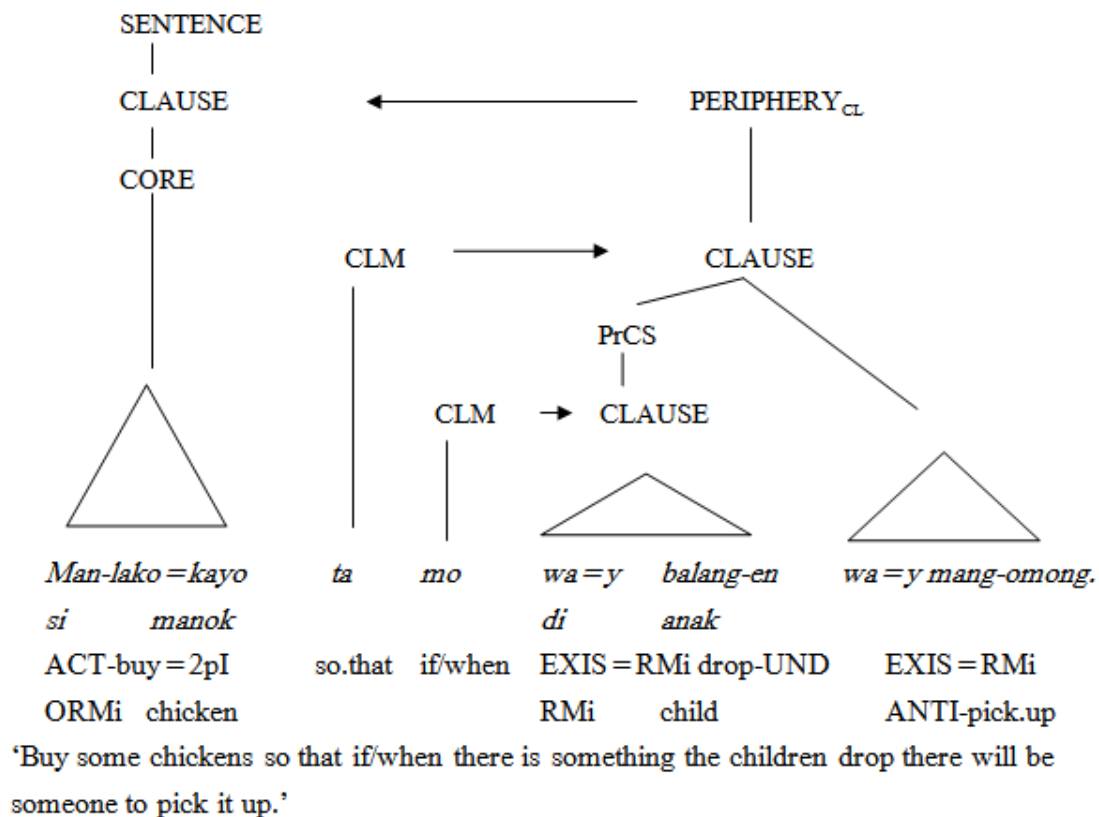 SENTENCE
CLAUSE PERIPHERY_CL
CORE
CLM CLAUSE
PrCS
CLM CLAUSE
Man-lako=kayo ta mo wa=y balang-en wa=y mang-omong.
si manok di anak
ACT-buy=2pI so.that if/when EXIS=RMi drop-UND EXIS=RMi
ORMi chicken RMi child ANTI-pick.up
‘Buy some chickens so that if/when there is something the children drop there will be
someone to pick it up.’